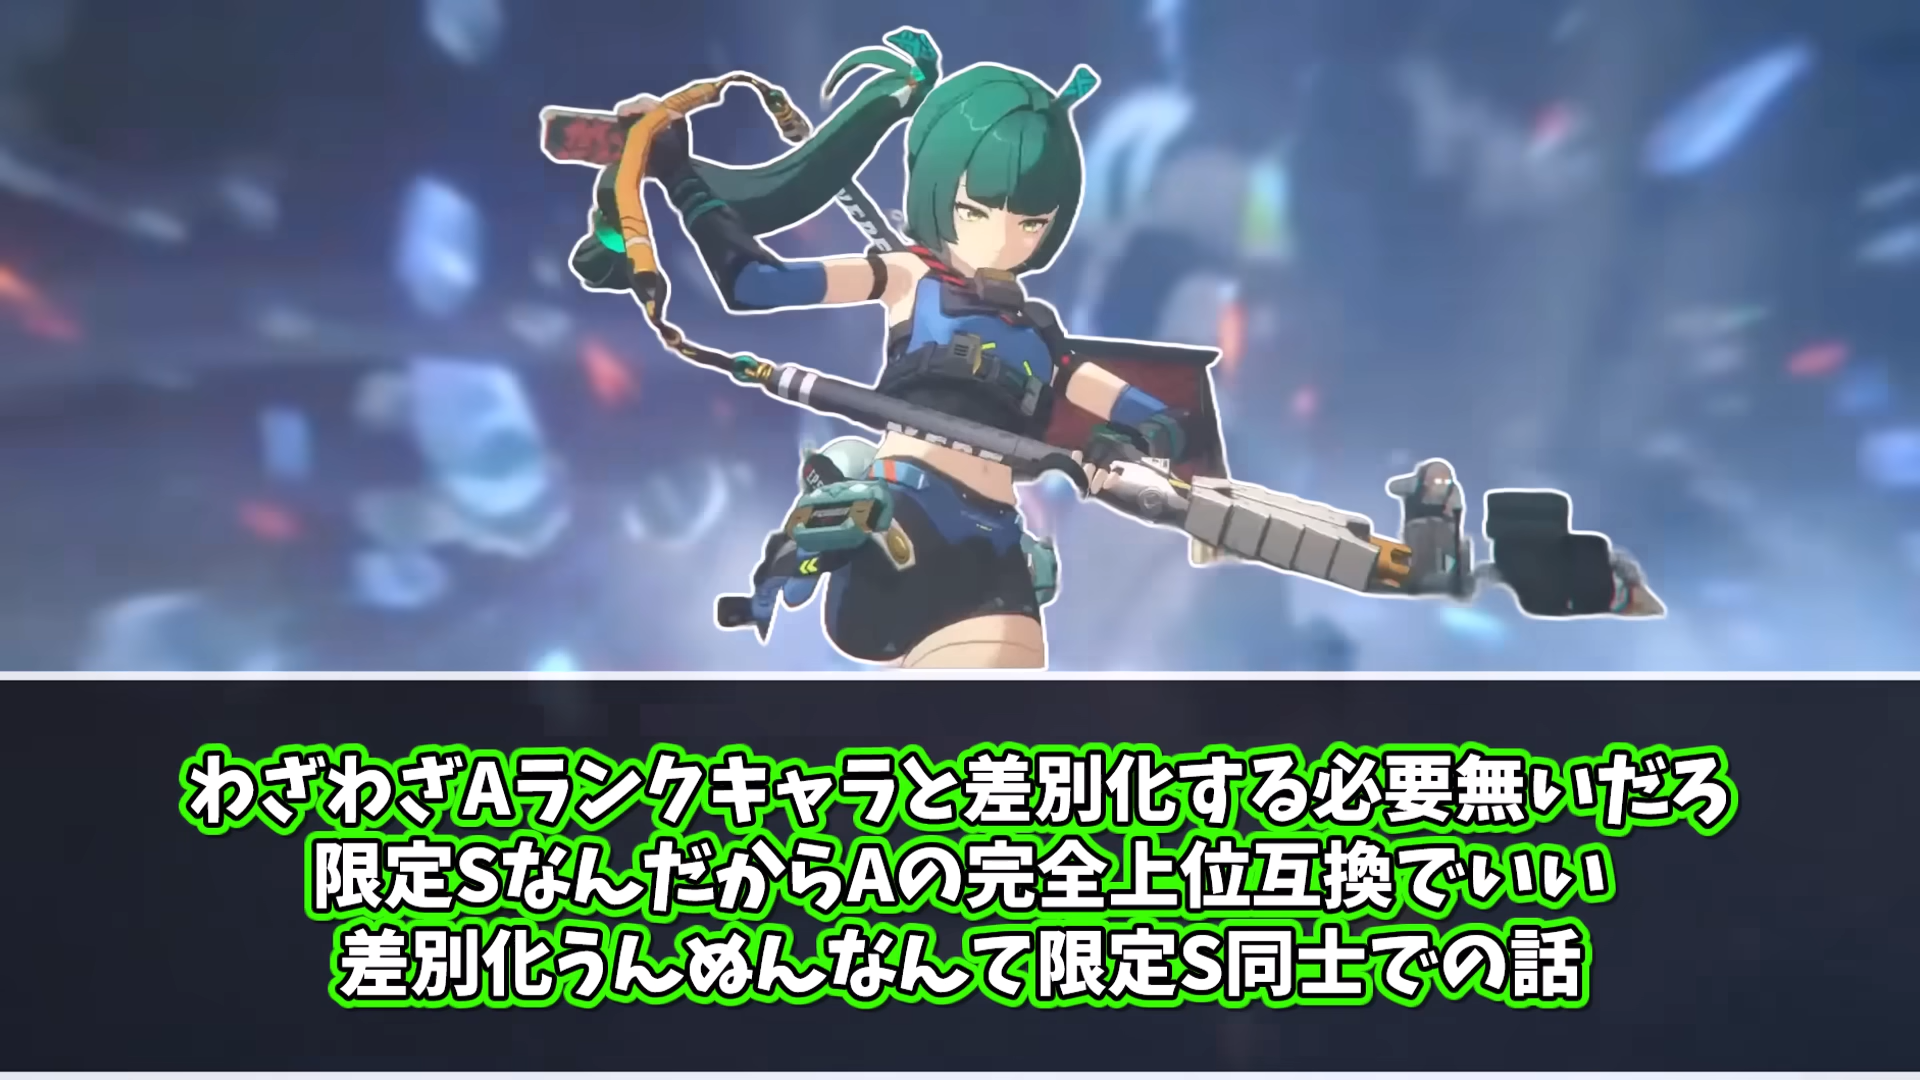 わざわざAランクキャラと差別化する必要無いだろ
限定SなんだからAの完全上位互換でいい
差別化うんぬんなんて限定S同士での話